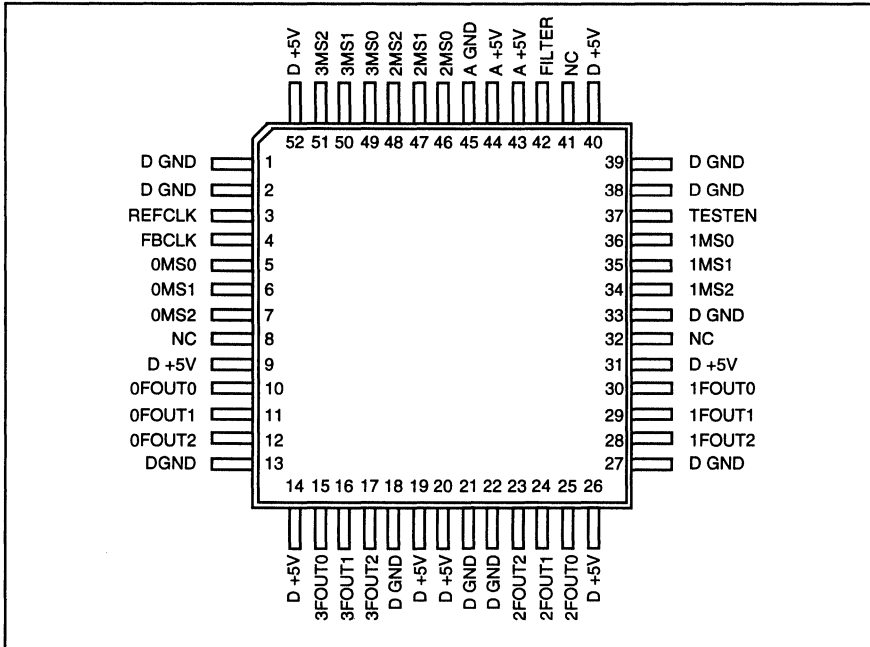 D +5V
3MS2
3MS1
3MS0
2MS2
2MS1
2MS0
A GND
A +5V
A +5V
FILTER
NC
D +5V
52 51 50 49 48 47 46 45 44 43 42 41 40
D GND 1 39 D GND
D GND 2 38 D GND
REFCLK 3 37 TESTEN
FBCLK 4 36 1MS0
0MS0 5 35 1MS1
0MS1 6 34 1MS2
0MS2 7 33 D GND
NC 8 32 NC
D +5V 9 31 D +5V
0FOUT0 10 30 1FOUT0
0FOUT1 11 29 1FOUT1
0FOUT2 12 28 1FOUT2
DGND 13 27 D GND
14 15 16 17 18 19 20 21 22 23 24 25 26
D +5V
3FOUT0
3FOUT1
3FOUT2
D GND
D +5V
D +5V
D GND
D GND
2FOUT2
2FOUT1
2FOUT0
D +5V